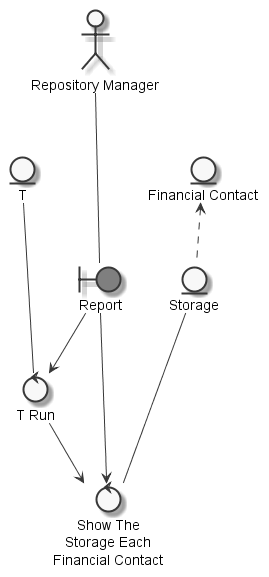 Repository Manager
T
Financial Contact
Report
Storage
T Run
Show The
Storage Each
Financial Contact